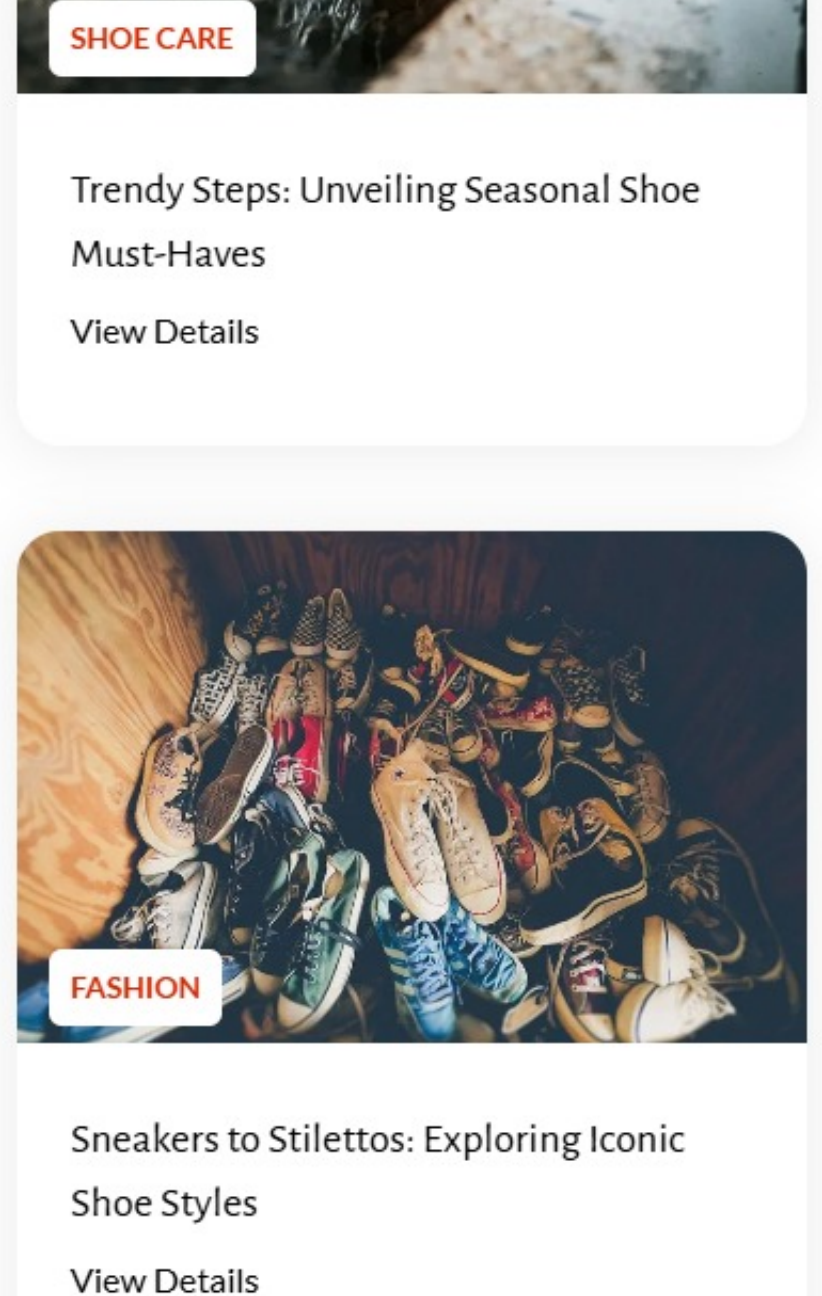 SHOE CARE
Trendy Steps: Unveiling Seasonal Shoe
Must-Haves
View Details
FASHION
Sneakers to Stilettos: Exploring Iconic
Shoe Styles
View Details